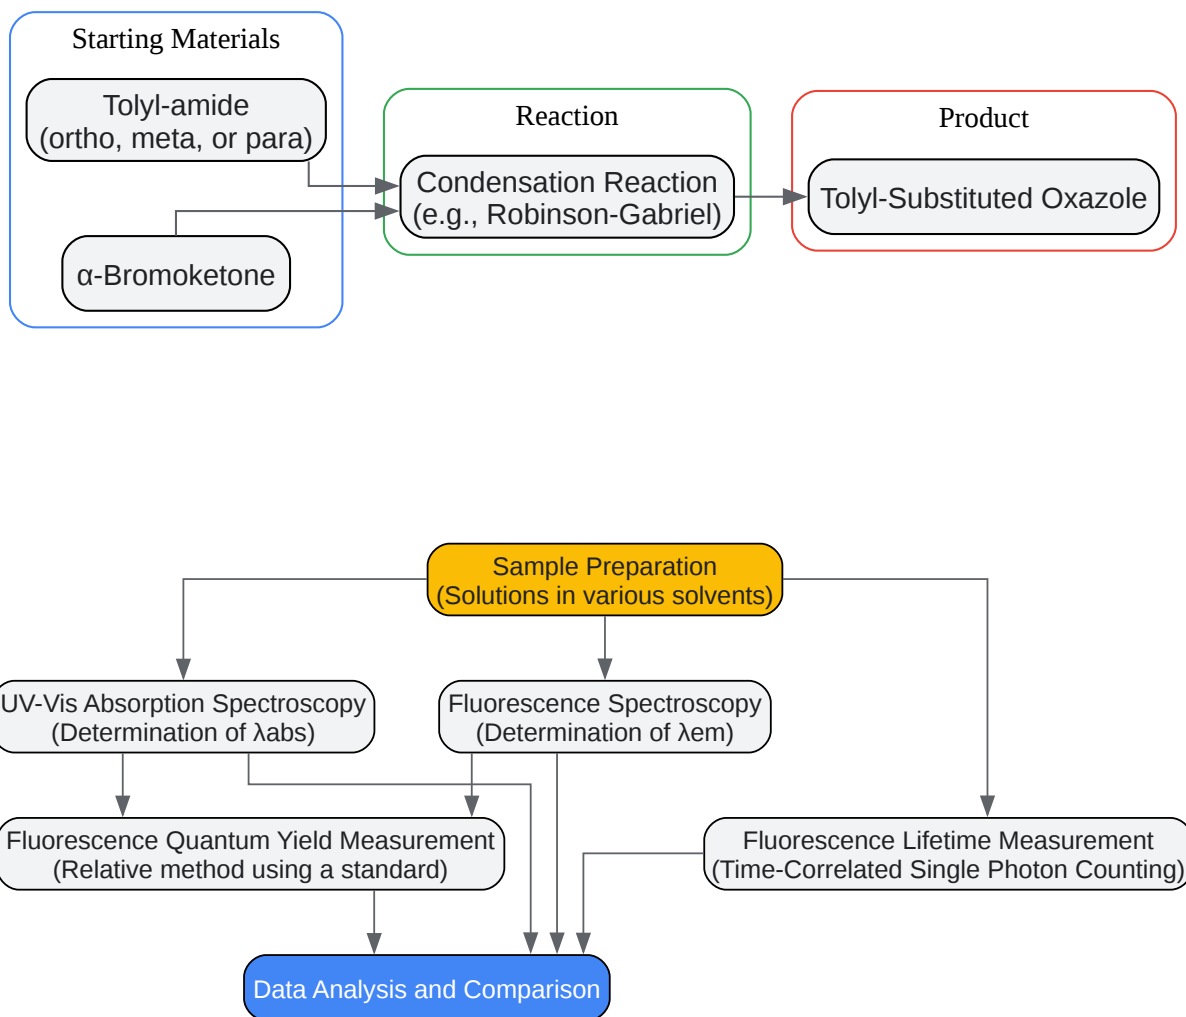 Starting Materials
Tolyl-amide
(ortho, meta, or para)
α-Bromoketone
Reaction
Condensation Reaction
(e.g., Robinson-Gabriel)
Product
Tolyl-Substituted Oxazole
Sample Preparation
(Solutions in various solvents)
UV-Vis Absorption Spectroscopy
(Determination of λabs)
Fluorescence Spectroscopy
(Determination of λem)
Fluorescence Quantum Yield Measurement
(Relative method using a standard)
Fluorescence Lifetime Measurement
(Time-Correlated Single Photon Counting)
Data Analysis and Comparison